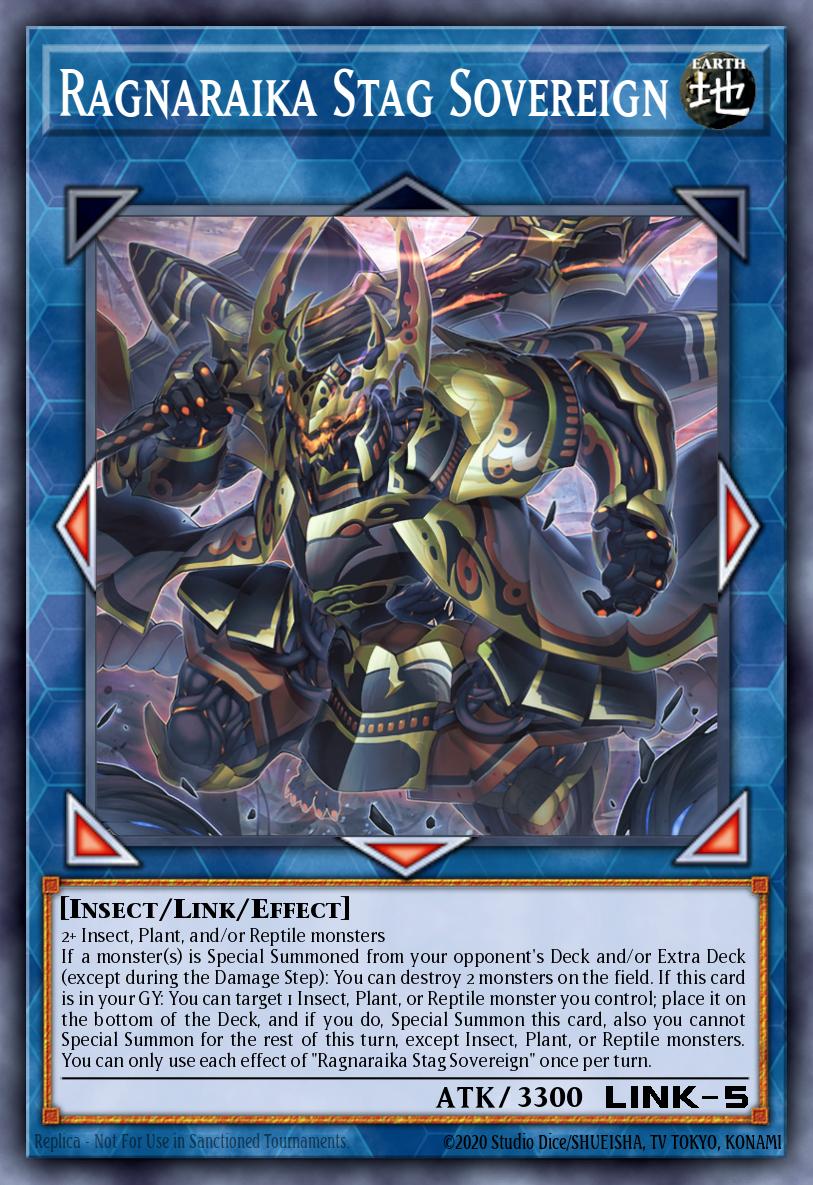 Ragnaraika Stag Sovereign
EARTH
地
[Insect/Link/Effect]
2+ Insect, Plant, and/or Reptile monsters
If a monster(s) is Special Summoned from your opponent's Deck and/or Extra Deck
(except during the Damage Step): You can destroy 2 monsters on the field. If this card
is in your GY: You can target 1 Insect, Plant, or Reptile monster you control; place it on
the bottom of the Deck, and if you do, Special Summon this card, also you cannot
Special Summon for the rest of this turn, except Insect, Plant, or Reptile monsters.
You can only use each effect of "Ragnaraika Stag Sovereign" once per turn.
ATK/3300 LINK-5
Replica - Not For Use in Sanctioned Tournaments.
©2020 Studio Dice/SHUEISHA, TV TOKYO, KONAMI